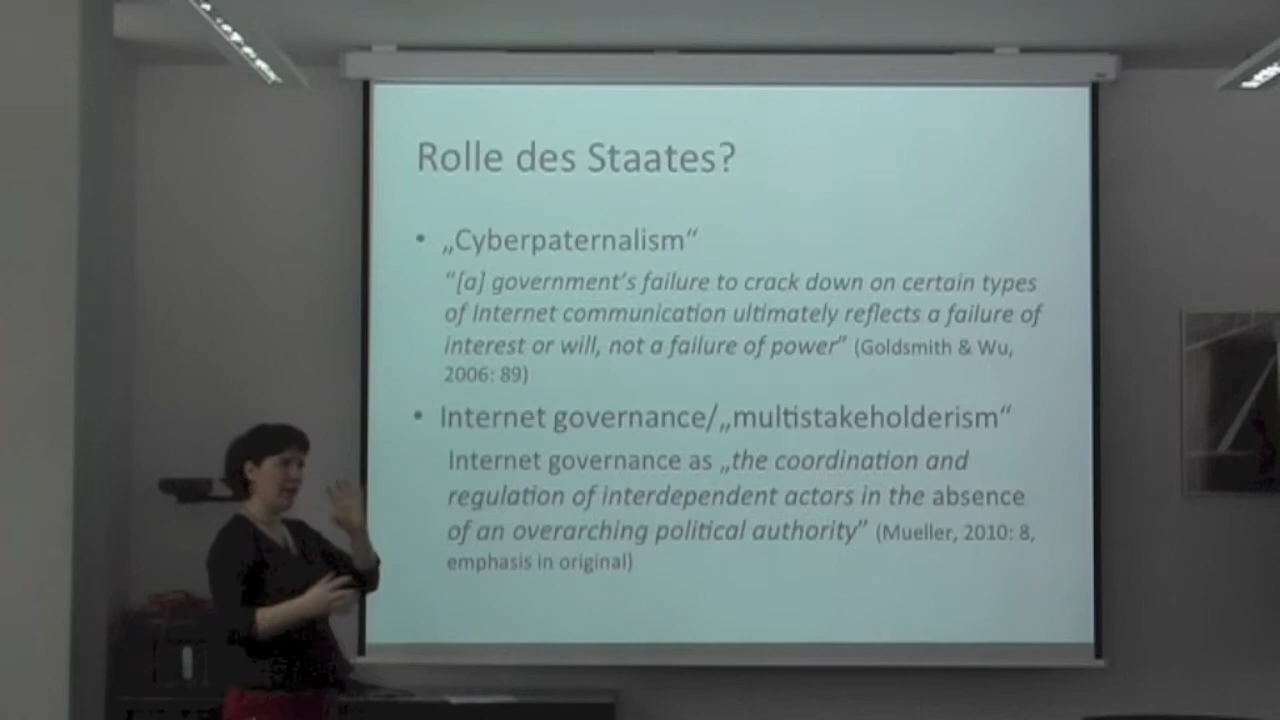 Rolle des Staates?
• „Cyberpaternalism“
“[a] government’s failure to crack down on certain types
of Internet communication ultimately reflects a failure of
interest or will, not a failure of power” (Goldsmith & Wu,
2006: 89)
• Internet governance/„multistakeholderism“
Internet governance as „the coordination and
regulation of interdependent actors in the absence
of an overarching political authority” (Mueller, 2010: 8,
emphasis in original)